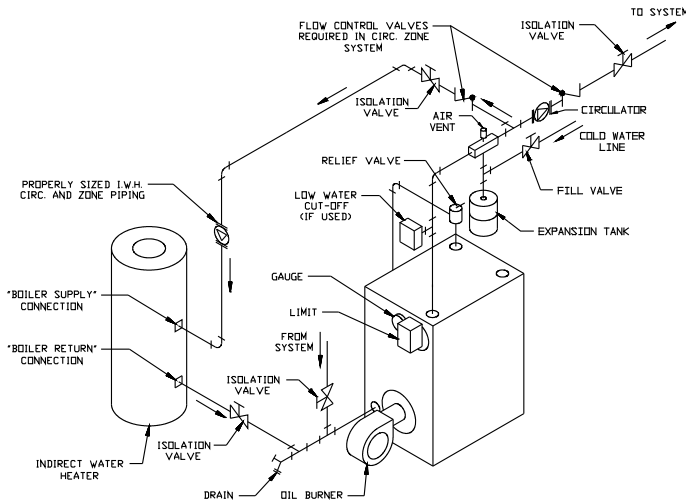 TO SYSTEM
FLOW CONTROL VALVES
REQUIRED IN CIRC. ZONE
SYSTEM
ISOLATION
VALVE
ISOLATION
VALVE
AIR
VENT
CIRCULATOR
COLD WATER
LINE
RELIEF VALVE
FILL VALVE
PROPERLY SIZED I.W.H.
CIRC. AND ZONE PIPING
LOW WATER
CUT-OFF
(IF USED)
EXPANSION TANK
GAUGE
"BOILER SUPPLY"
CONNECTION
LIMIT
FROM
SYSTEM
"BOILER RETURN"
CONNECTION
ISOLATION
VALVE
ISOLATION
VALVE
INDIRECT WATER
HEATER
DRAIN
OIL BURNER